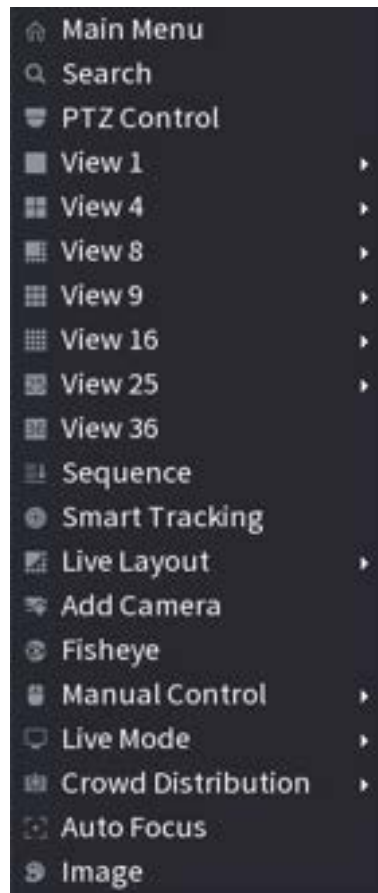 Main Menu
Search
PTZ Control
View 1
View 4
View 8
View 9
View 16
View 25
View 36
Sequence
Smart Tracking
Live Layout
Add Camera
Fisheye
Manual Control
Live Mode
Crowd Distribution
Auto Focus
Image